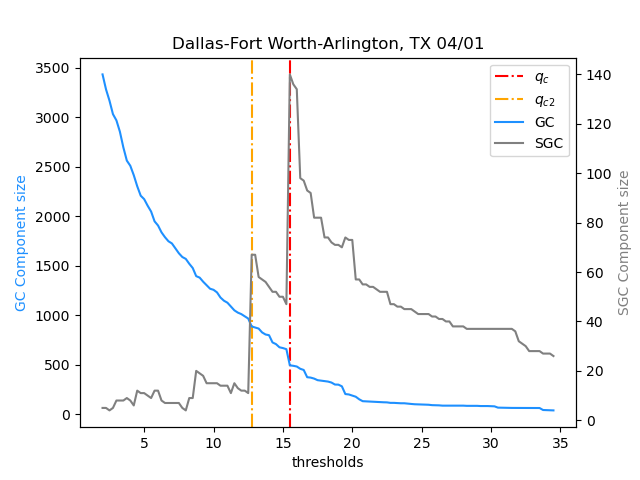 Dallas-Fort Worth-Arlington, TX 04/01
3500
3000
2500
2000
1500
1000
500
0
GC Component size
140
120
100
80
60
40
20
0
SGC Component size
q_c
q_c2
GC
SGC
5 10 15 20 25 30 35
thresholds